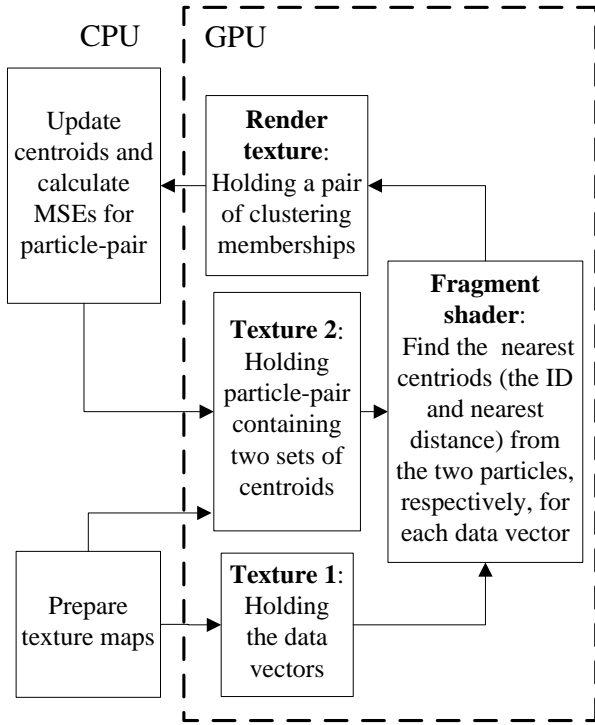 CPU
GPU
Update
centroids and
calculate
MSEs for
particle-pair
Render
texture:
Holding a pair
of clustering
memberships
Fragment
shader:
Find the nearest
centriods (the ID
and nearest
distance) from
the two particles,
respectively, for
each data vector
Texture 2:
Holding
particle-pair
containing
two sets of
centroids
Prepare
texture maps
Texture 1:
Holding
the data
vectors